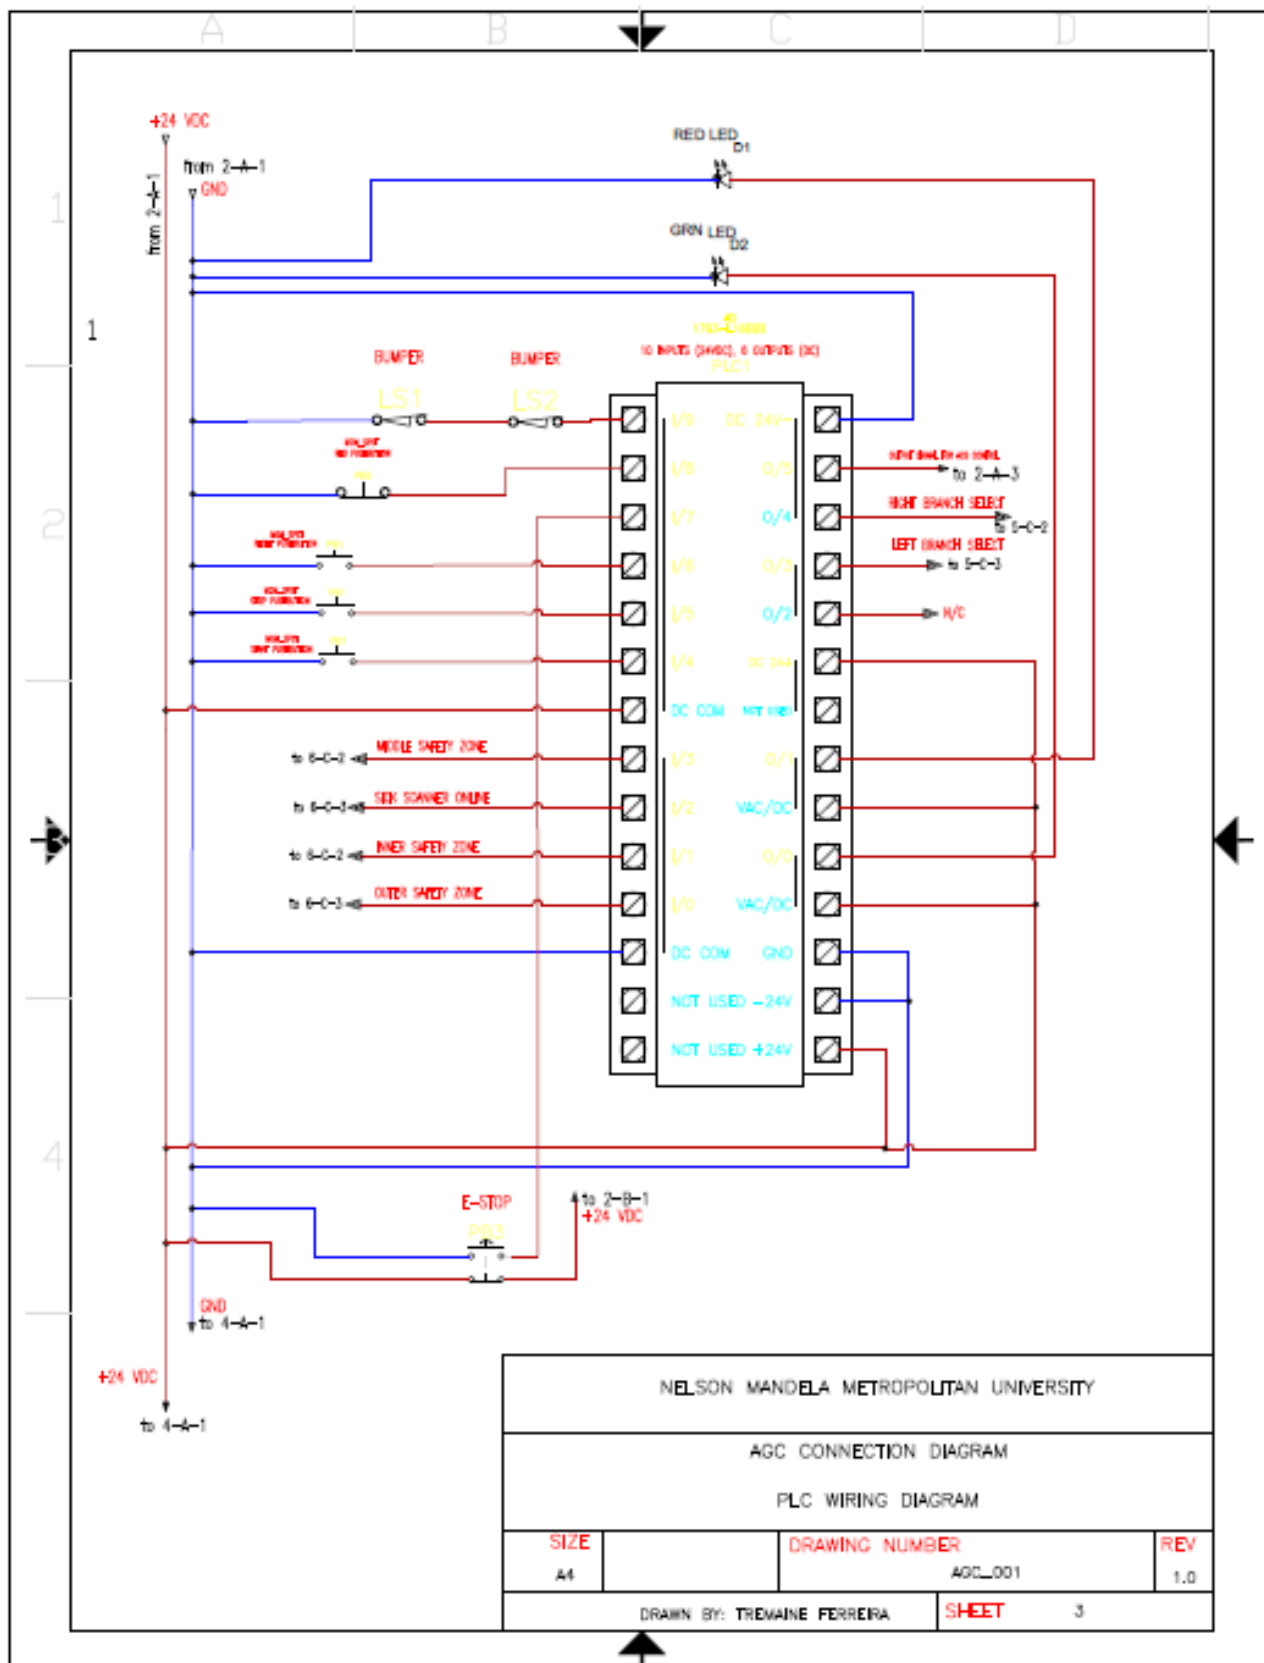 A B C D
+24 VDC
from 2-A-1
from 2-A-1
GND
1
1
RED LED
D1
GRN LED
D2
10 INPUTS (24VDC), 6 OUTPUTS (DC)
PLC1
BUMPER
BUMPER
LS1
LS2
I/9 DC 24V-
I/8 O/5
to 2-A-3
2
I/7 O/4
RIGHT BRANCH SELECT
to 5-C-2
LEFT BRANCH SELECT
I/6 O/3
to 5-C-3
I/5 O/2
N/C
I/4
DC COM NOT USED
MIDDLE SAFETY ZONE
to 6-C-2
I/3 O/1
SICK SCANNER ONLINE
to 6-C-3
I/2 VAC/DC
INNER SAFETY ZONE
to 6-C-2
I/1 O/0
OUTER SAFETY ZONE
to 6-C-3
I/0 VAC/DC
DC COM GND
NOT USED -24V
NOT USED +24V
4
E-STOP
PB3
to 2-B-1
+24 VDC
GND
to 4-A-1
+24 VDC
to 4-A-1
NELSON MANDELA METROPOLITAN UNIVERSITY
AGC CONNECTION DIAGRAM
PLC WIRING DIAGRAM
SIZE
A4
DRAWING NUMBER
AGC_001
REV
1.0
DRAWN BY: TREMAINE FERREIRA
SHEET 3